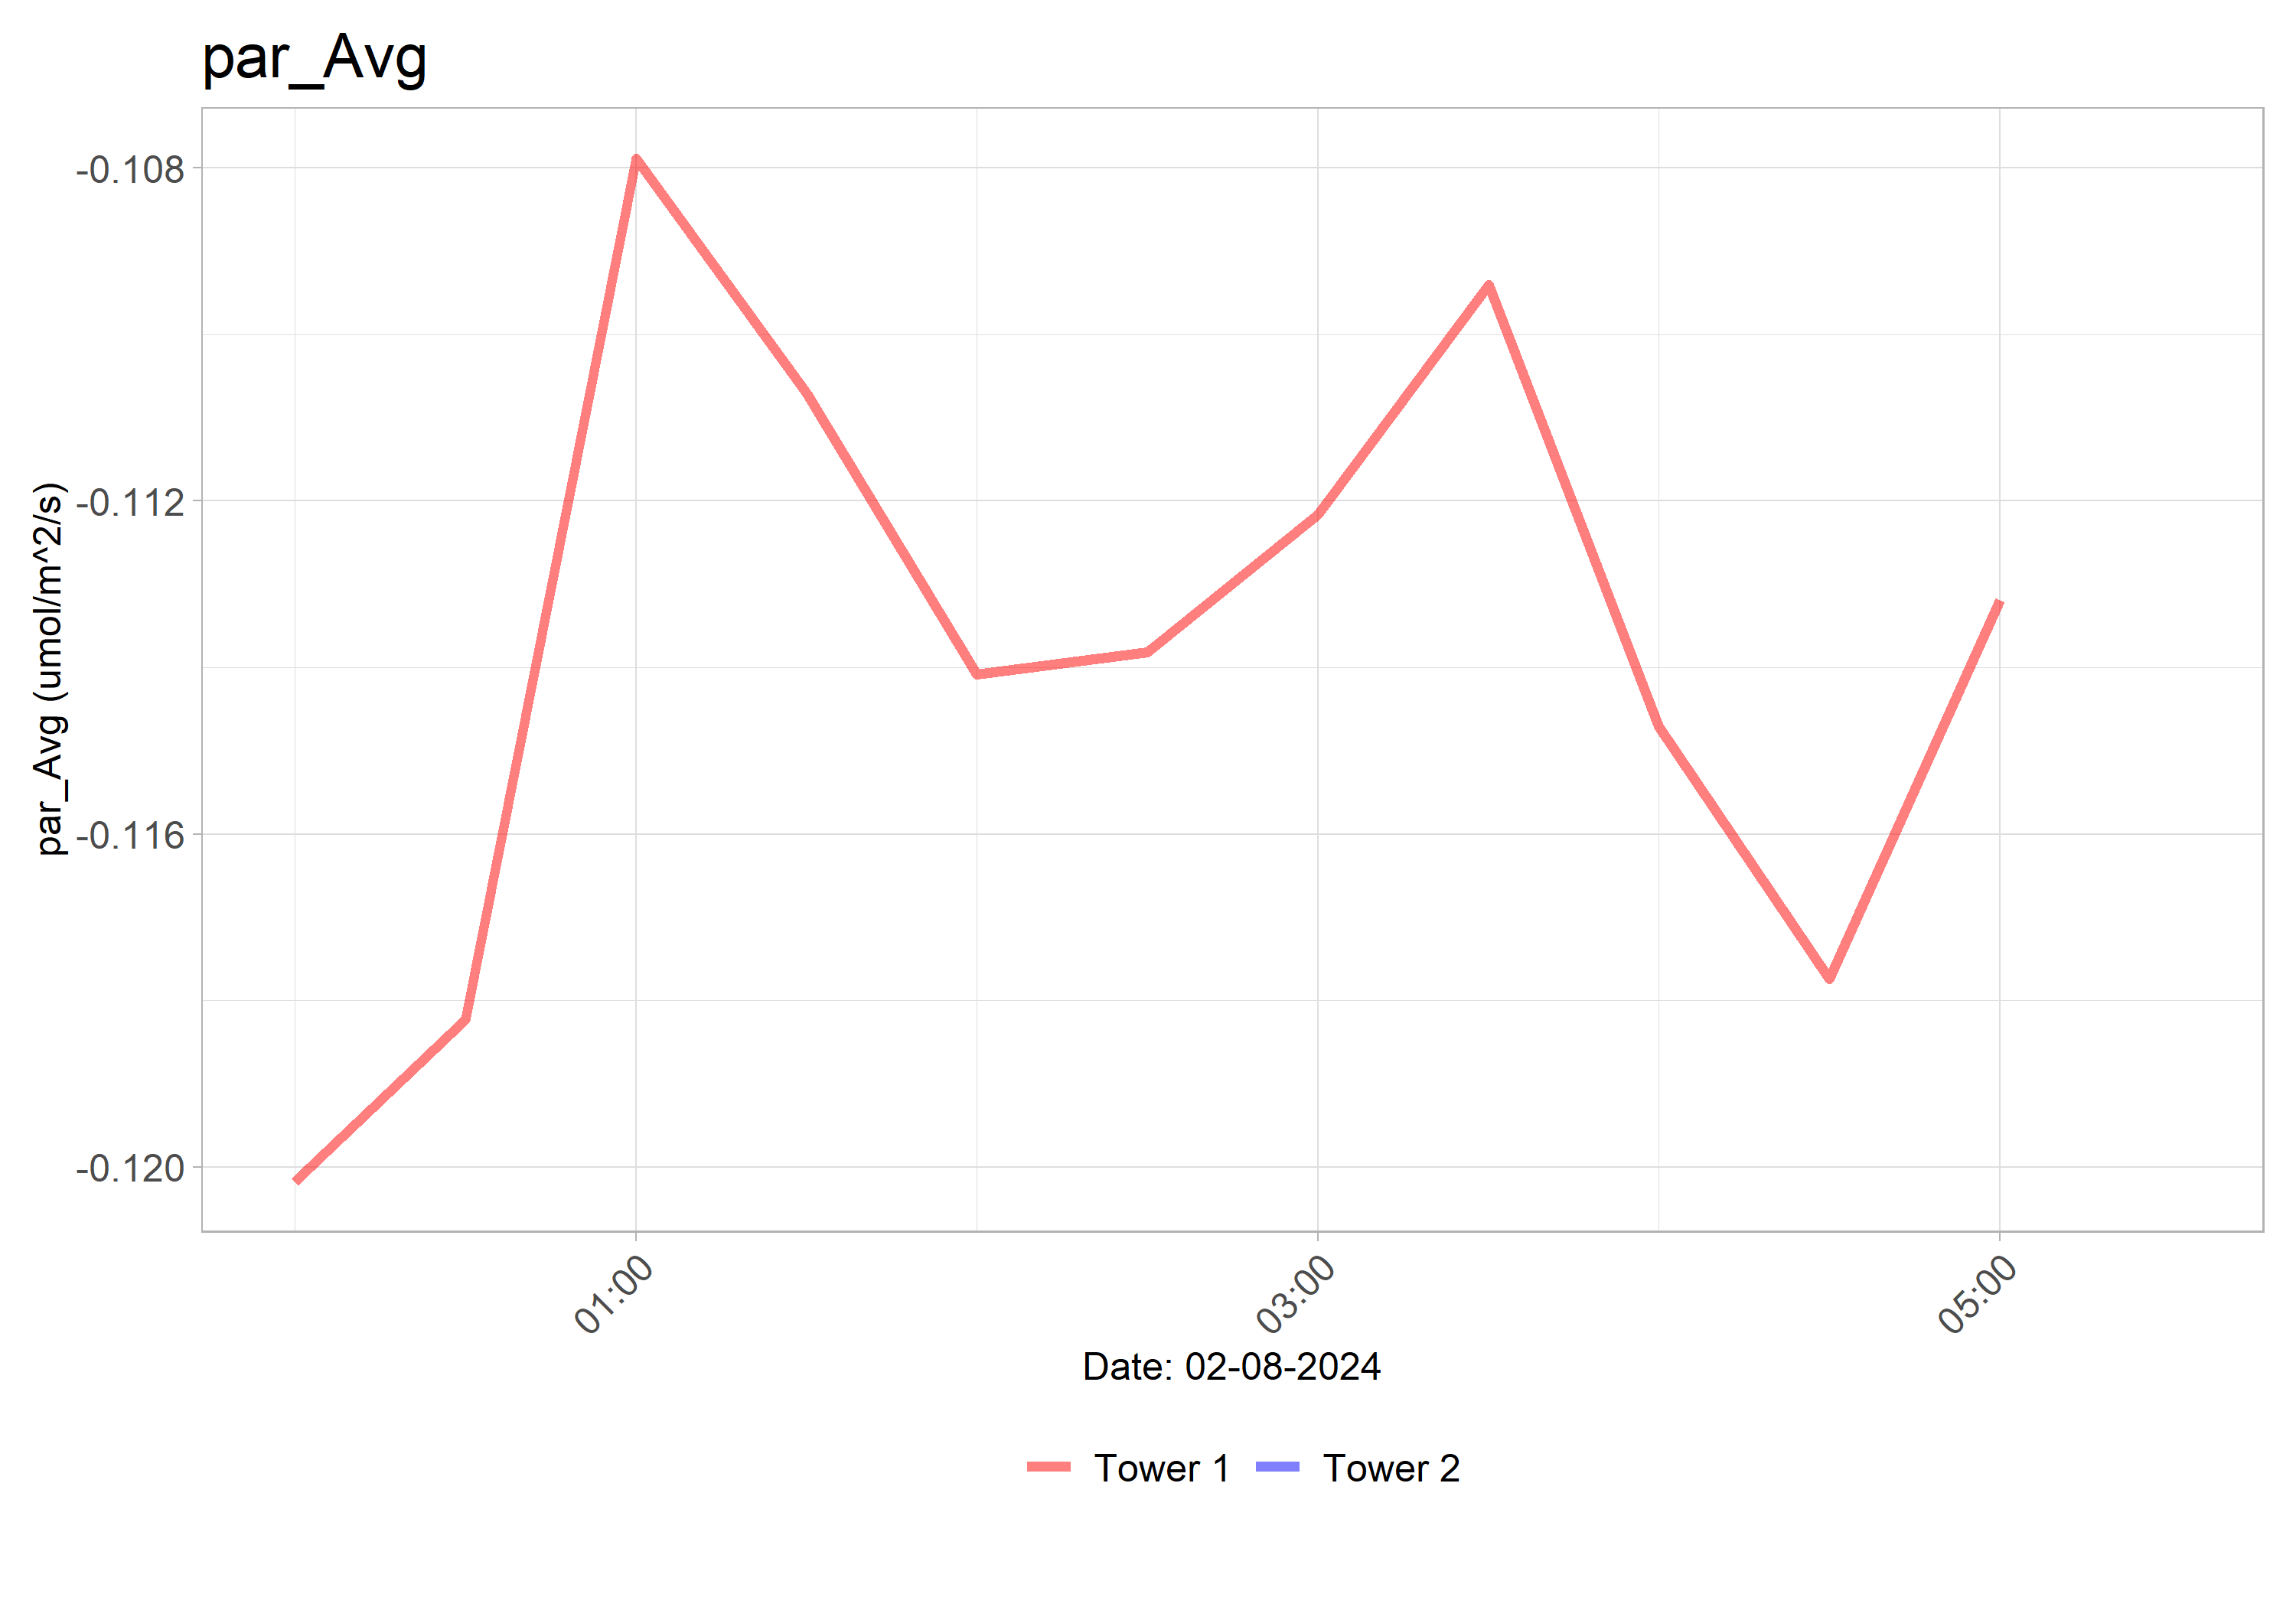 par_Avg
par_Avg (umol/m^2/s)
-0.108
-0.112
-0.116
-0.120
01:00
03:00
05:00
Date: 02-08-2024
Tower 1
Tower 2